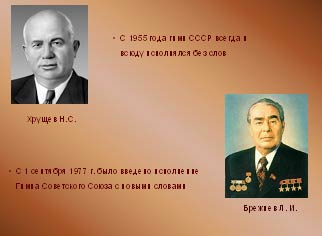 • С 1955 года гимн СССР всегда и
всюду исполнялся без слов
Хрущев Н.С.
• С 1 сентября 1977 г. было введено исполнение
Гимна Советского Союза с новыми словами
Брежнев Л. И.